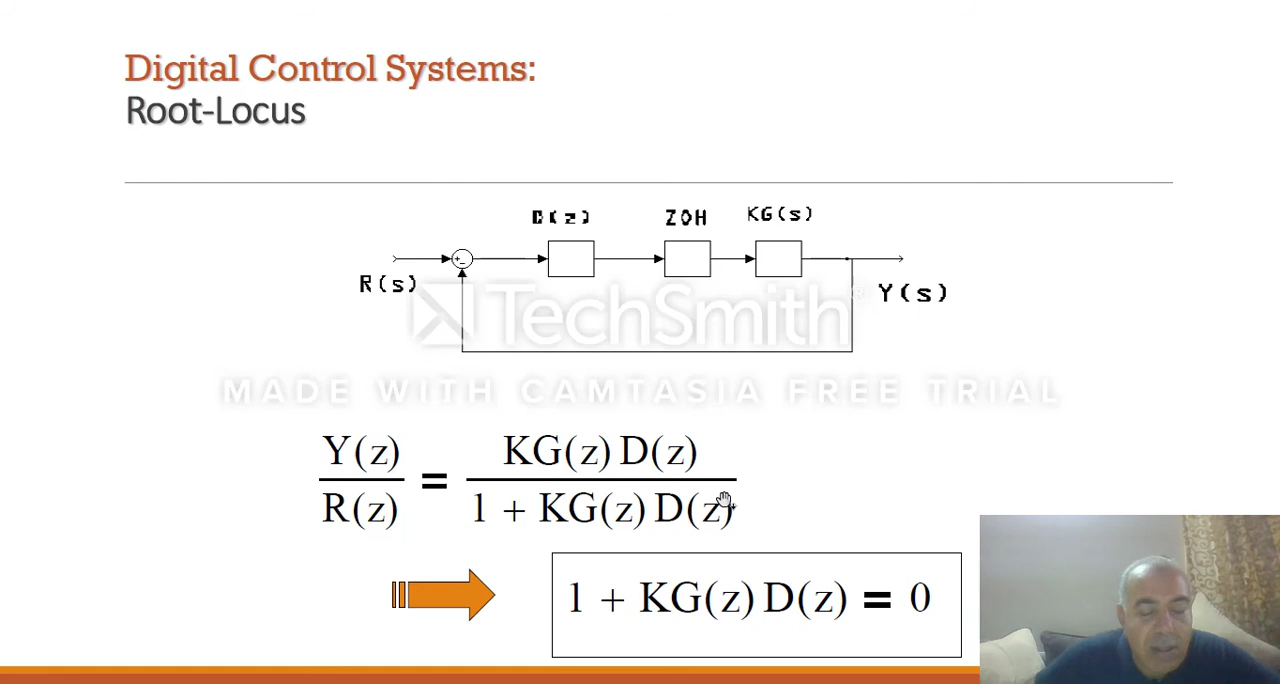 Digital Control Systems:
Root-Locus
D(z) ZOH KG(s)
R(s)
+ -
Y(s)
TechSmith®
MADE WITH CAMTASIA FREE TRIAL
Y(z) / R(z) = KG(z) D(z) / 1 + KG(z) D(z)
1 + KG(z) D(z) = 0